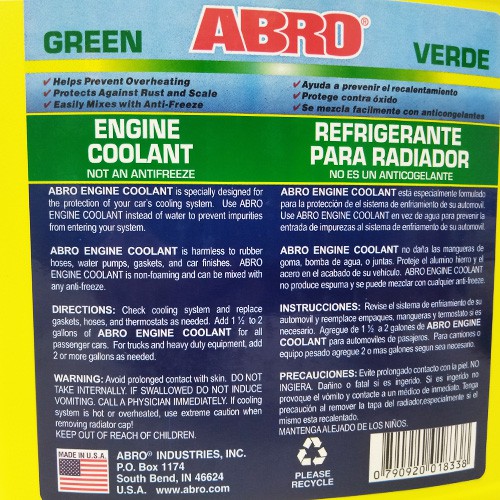 GREEN
ABRO®
VERDE
✓Helps Prevent Overheating
✓Protects Against Rust and Scale
✓Easily Mixes with Anti-Freeze
✓Ayuda a prevenir el recalentamiento
✓Protege contra óxido
✓Se mezcla facilmente con anticongelantes
ENGINE
COOLANT
NOT AN ANTIFREEZE
REFRIGERANTE
PARA RADIADOR
NO ES UN ANTICOGELANTE
ABRO ENGINE COOLANT is specially designed for
the protection of your car's cooling system. Use ABRO
ENGINE COOLANT instead of water to prevent impurities
from entering your system.
ABRO ENGINE COOLANT is harmless to rubber
hoses, water pumps, gaskets, and car finishes. ABRO
ENGINE COOLANT is non-foaming and can be mixed with
any anti-freeze.
DIRECTIONS: Check cooling system and replace
gaskets, hoses, and thermostats as needed. Add 1 ½ to 2
gallons of ABRO ENGINE COOLANT for all
passenger cars. For trucks and heavy duty equipment, add
2 or more gallons as needed.
WARNING: Avoid prolonged contact with skin. DO NOT
TAKE INTERNALLY. IF SWALLOWED DO NOT INDUCE
VOMITING. CALL A PHYSICIAN IMMEDIATELY. If cooling
system is hot or overheated, use extreme caution when
removing radiator cap!
KEEP OUT OF REACH OF CHILDREN.
ABRO ENGINE COOLANT esta especialmente formulado
para la protección de el sistema de enfriamiento de su automovil.
Use ABRO ENGINE COOLANT en vez de agua para prevenir la
entrada de impurezas al sistema de enfriamiento de su automovil.
ABRO ENGINE COOLANT no daña las mangueras de
goma, bomba de agua, o juntas. Proteje el alumino hierro y el
acero en el acabado de su vehículo. ABRO ENGINE COOLANT
no produce espuma y se puede mezclar con cualquier anti-freeze.
INSTRUCCIONES: Revise el sistema de enfriamiento de su
automovil y reemplace empaques, mangueras y termostato si es
necesario. Agregue de 1 ½ a 2 galones de ABRO ENGINE
COOLANT para automoviles de pasajeros. Para camiones o
equipo pesado agregue 2 o mas galones segun sea necesario.
PRECAUCIONES: Evite prolongado contacto con la piel. NO
INGIERA. Dañino o fatal si es ingerido. Si es ingerido no
provoque el vómito y contacte a un médico de inmediato. Tenga
precaución al remover la tapa del radiador, especialmente si el
mismo esta recalentado.
MANTENGA ALEJADO DE LOS NIÑOS.
MADE IN U.S.A.
ABRO® INDUSTRIES, INC.
P.O. Box 1174
South Bend, IN 46624
U.S.A. www.abro.com
PLEASE
RECYCLE
0 790920 018338